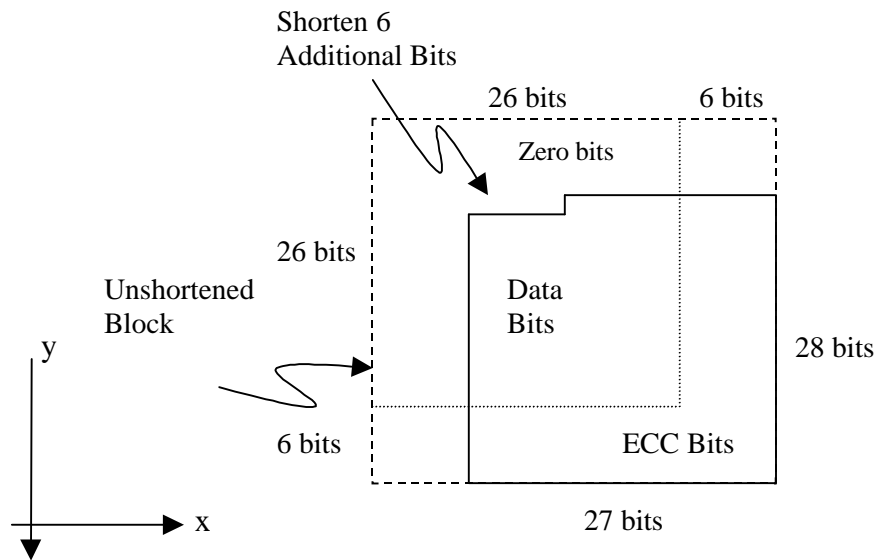 Shorten 6
Additional Bits
26 bits
6 bits
Zero bits
26 bits
Unshortened
Block
Data
Bits
y
28 bits
6 bits
ECC Bits
x
27 bits